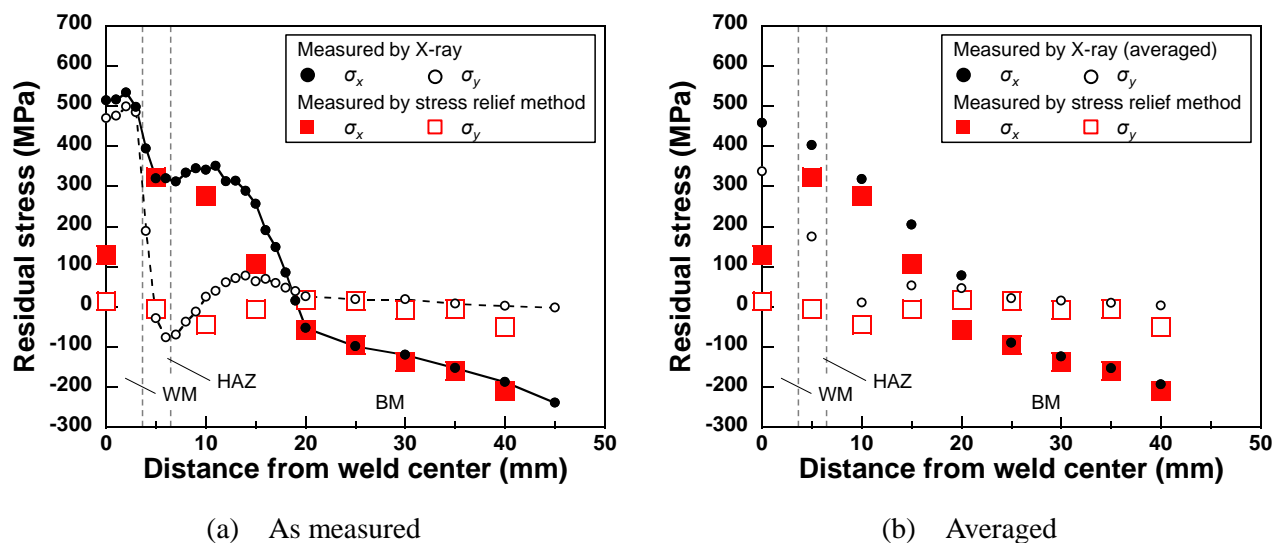 700
600
500
400
300
200
100
0
-100
-200
-300
Residual stress (MPa)
Measured by X-ray
σx σy
Measured by stress relief method
σx σy
WM
HAZ
BM
0 10 20 30 40 50
Distance from weld center (mm)
(a) As measured
700
600
500
400
300
200
100
0
-100
-200
-300
Residual stress (MPa)
Measured by X-ray (averaged)
σx σy
Measured by stress relief method
σx σy
WM
HAZ
BM
0 10 20 30 40 50
Distance from weld center (mm)
(b) Averaged